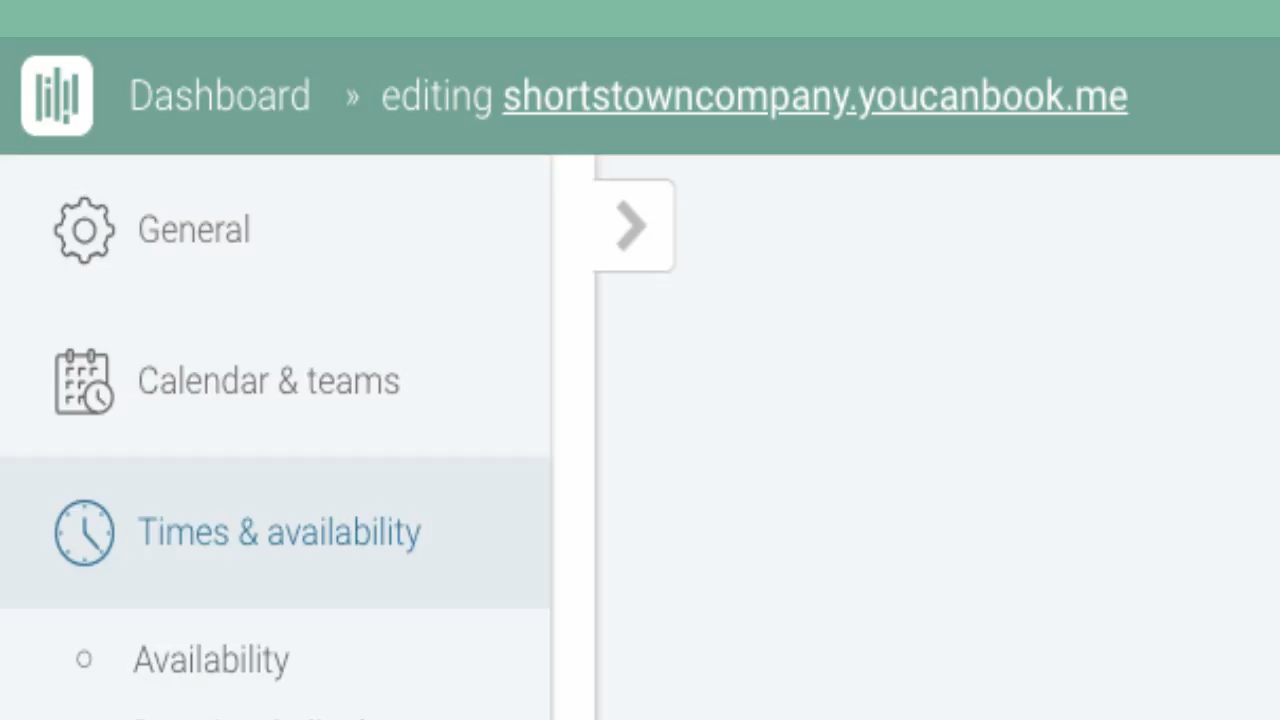 Dashboard » editing shortstowncompany.youcanbook.me
General
Calendar & teams
Times & availability
Availability